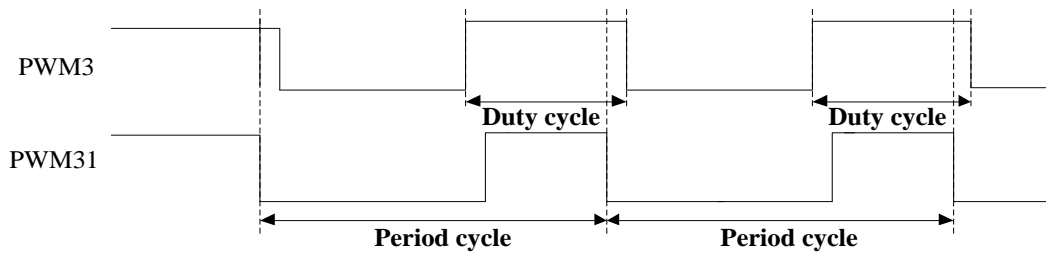 PWM3
Duty cycle Duty cycle
PWM31
Period cycle Period cycle